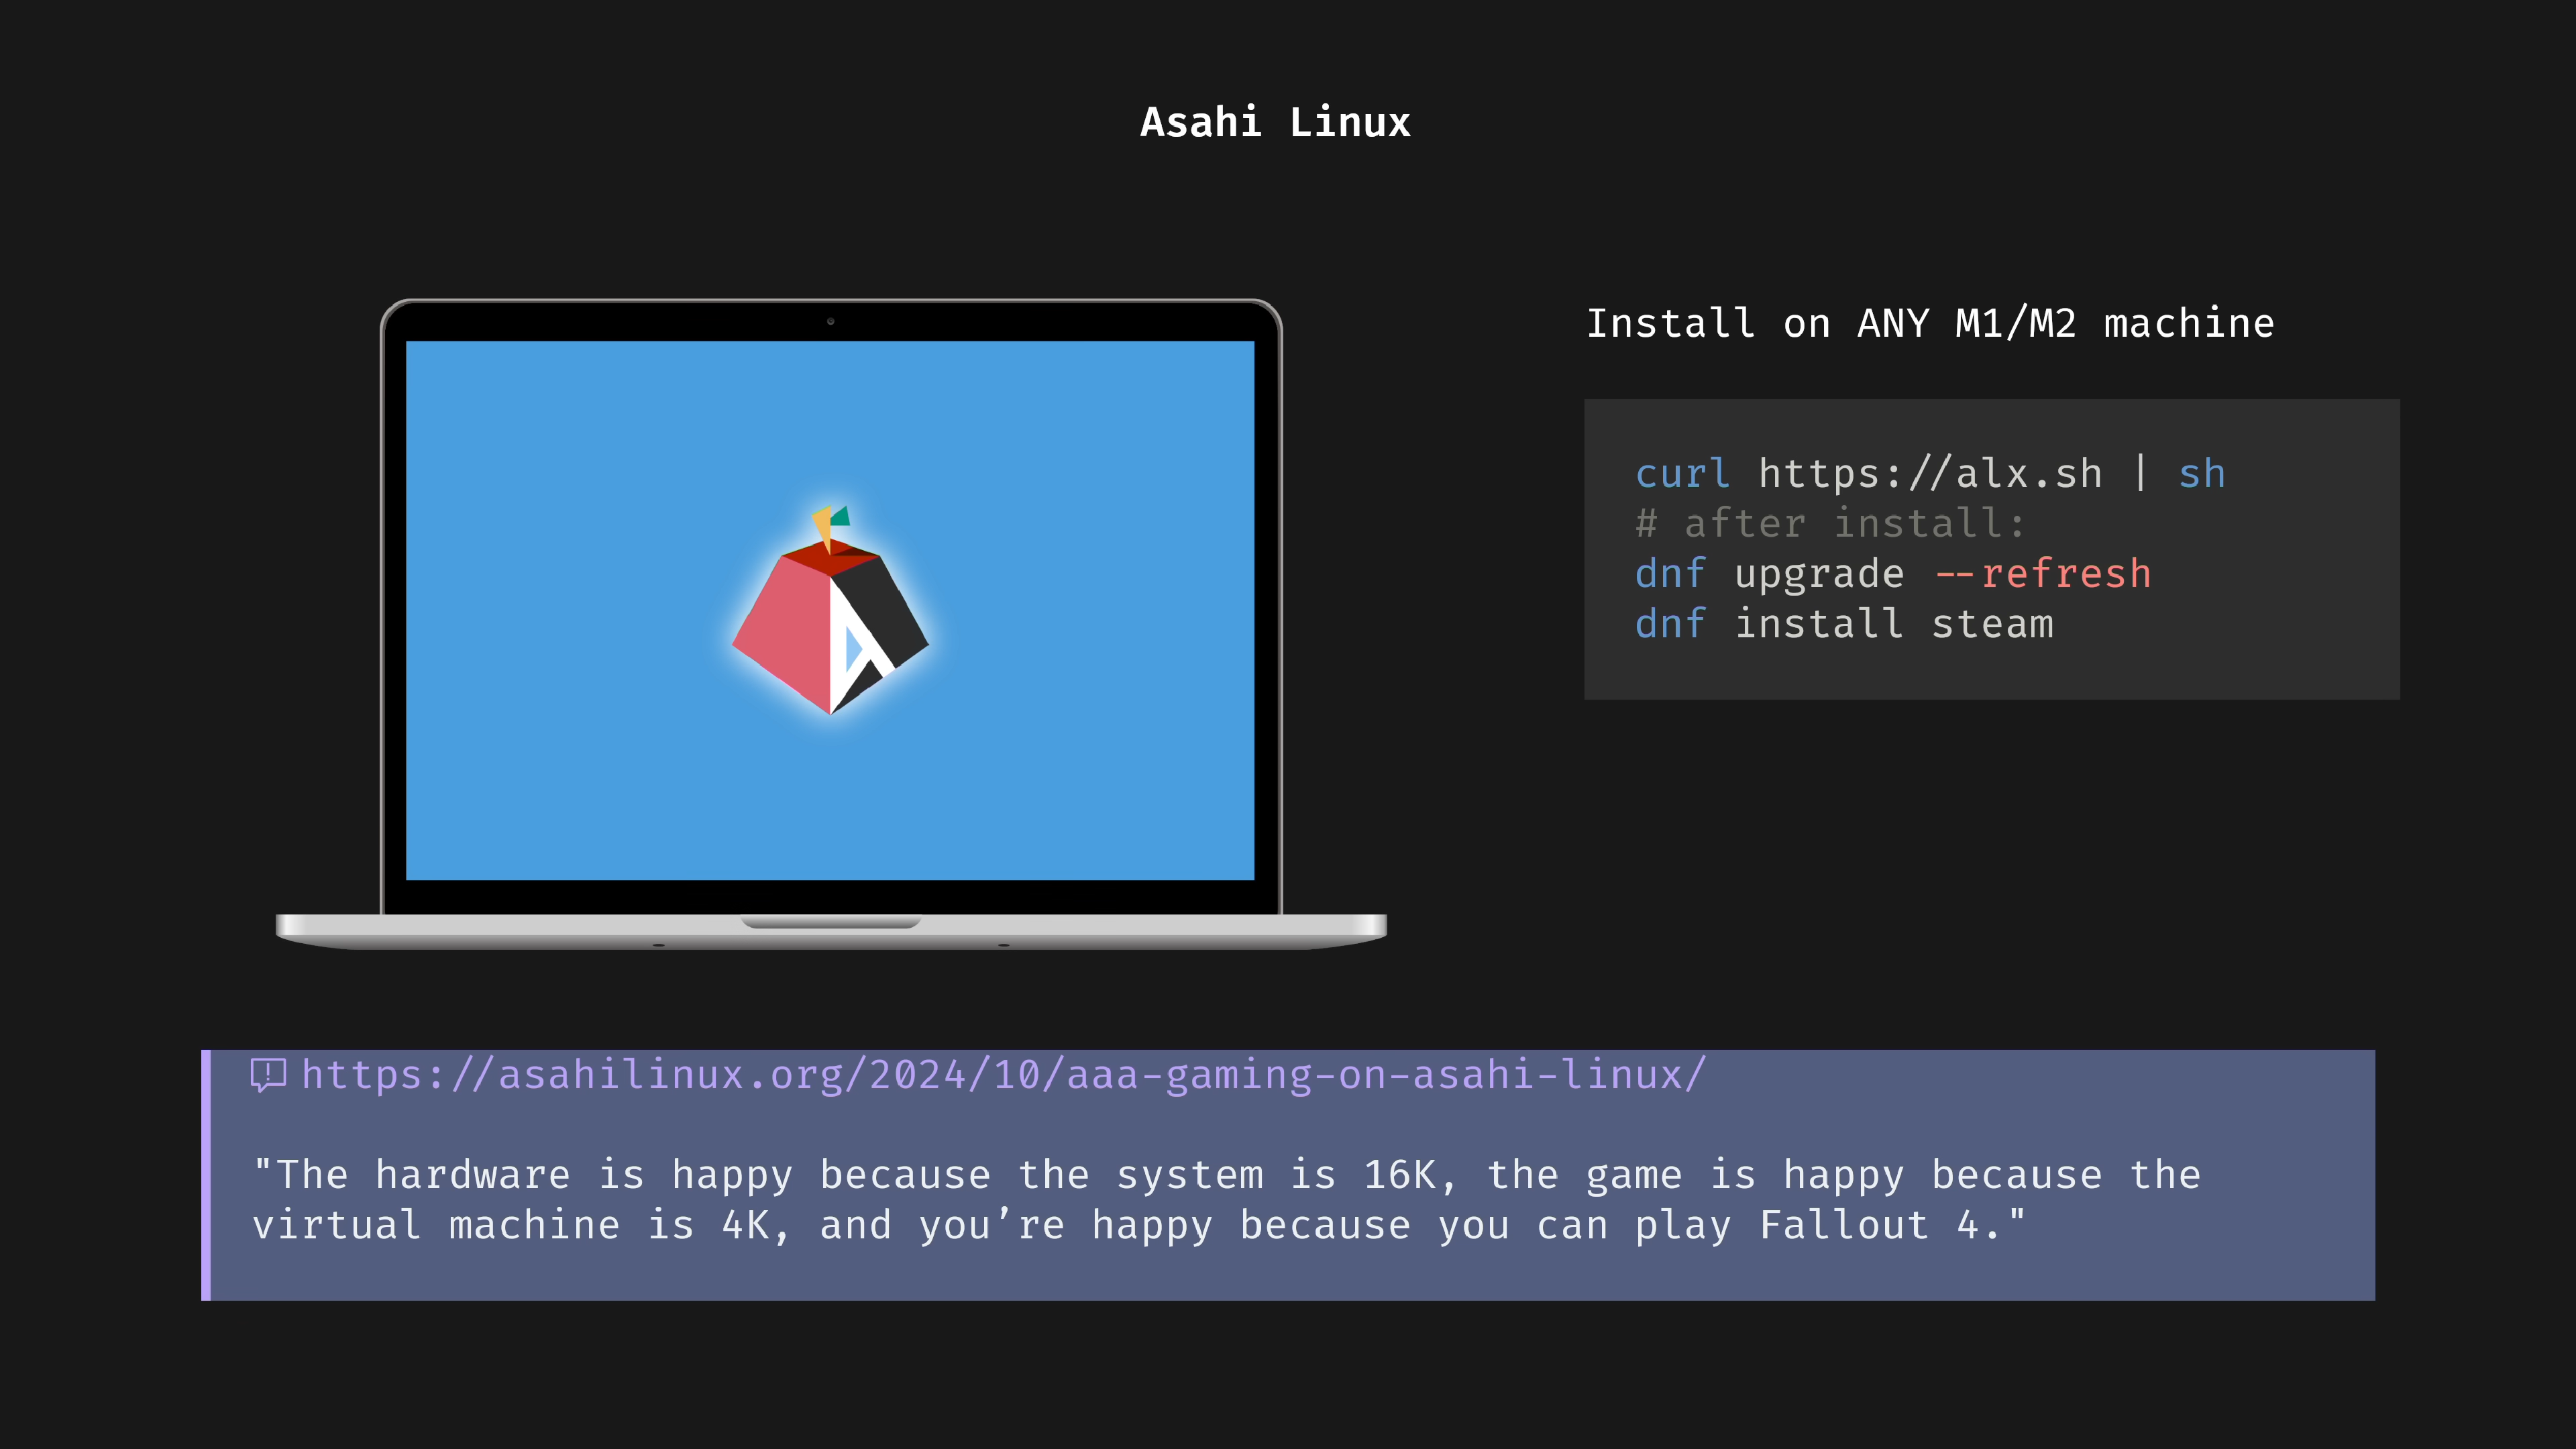 Asahi Linux
Install on ANY M1/M2 machine
curl https://alx.sh | sh
# after install:
dnf upgrade --refresh
dnf install steam
https://asahilinux.org/2024/10/aaa-gaming-on-asahi-linux/
"The hardware is happy because the system is 16K, the game is happy because the
virtual machine is 4K, and you’re happy because you can play Fallout 4."